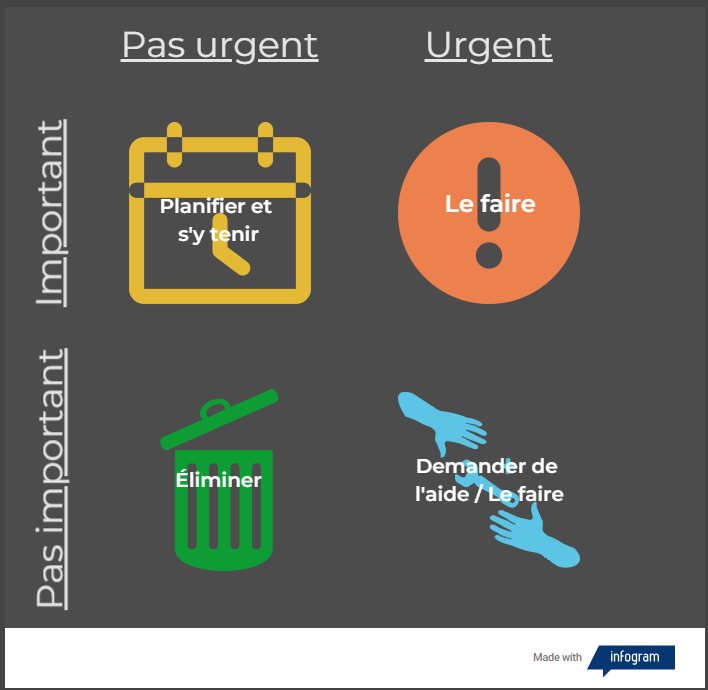 Pas urgent
Urgent
Important
Planifier et
s'y tenir
Le faire
Pas important
Éliminer
Demander de
l'aide / Le faire
Made with
infogram